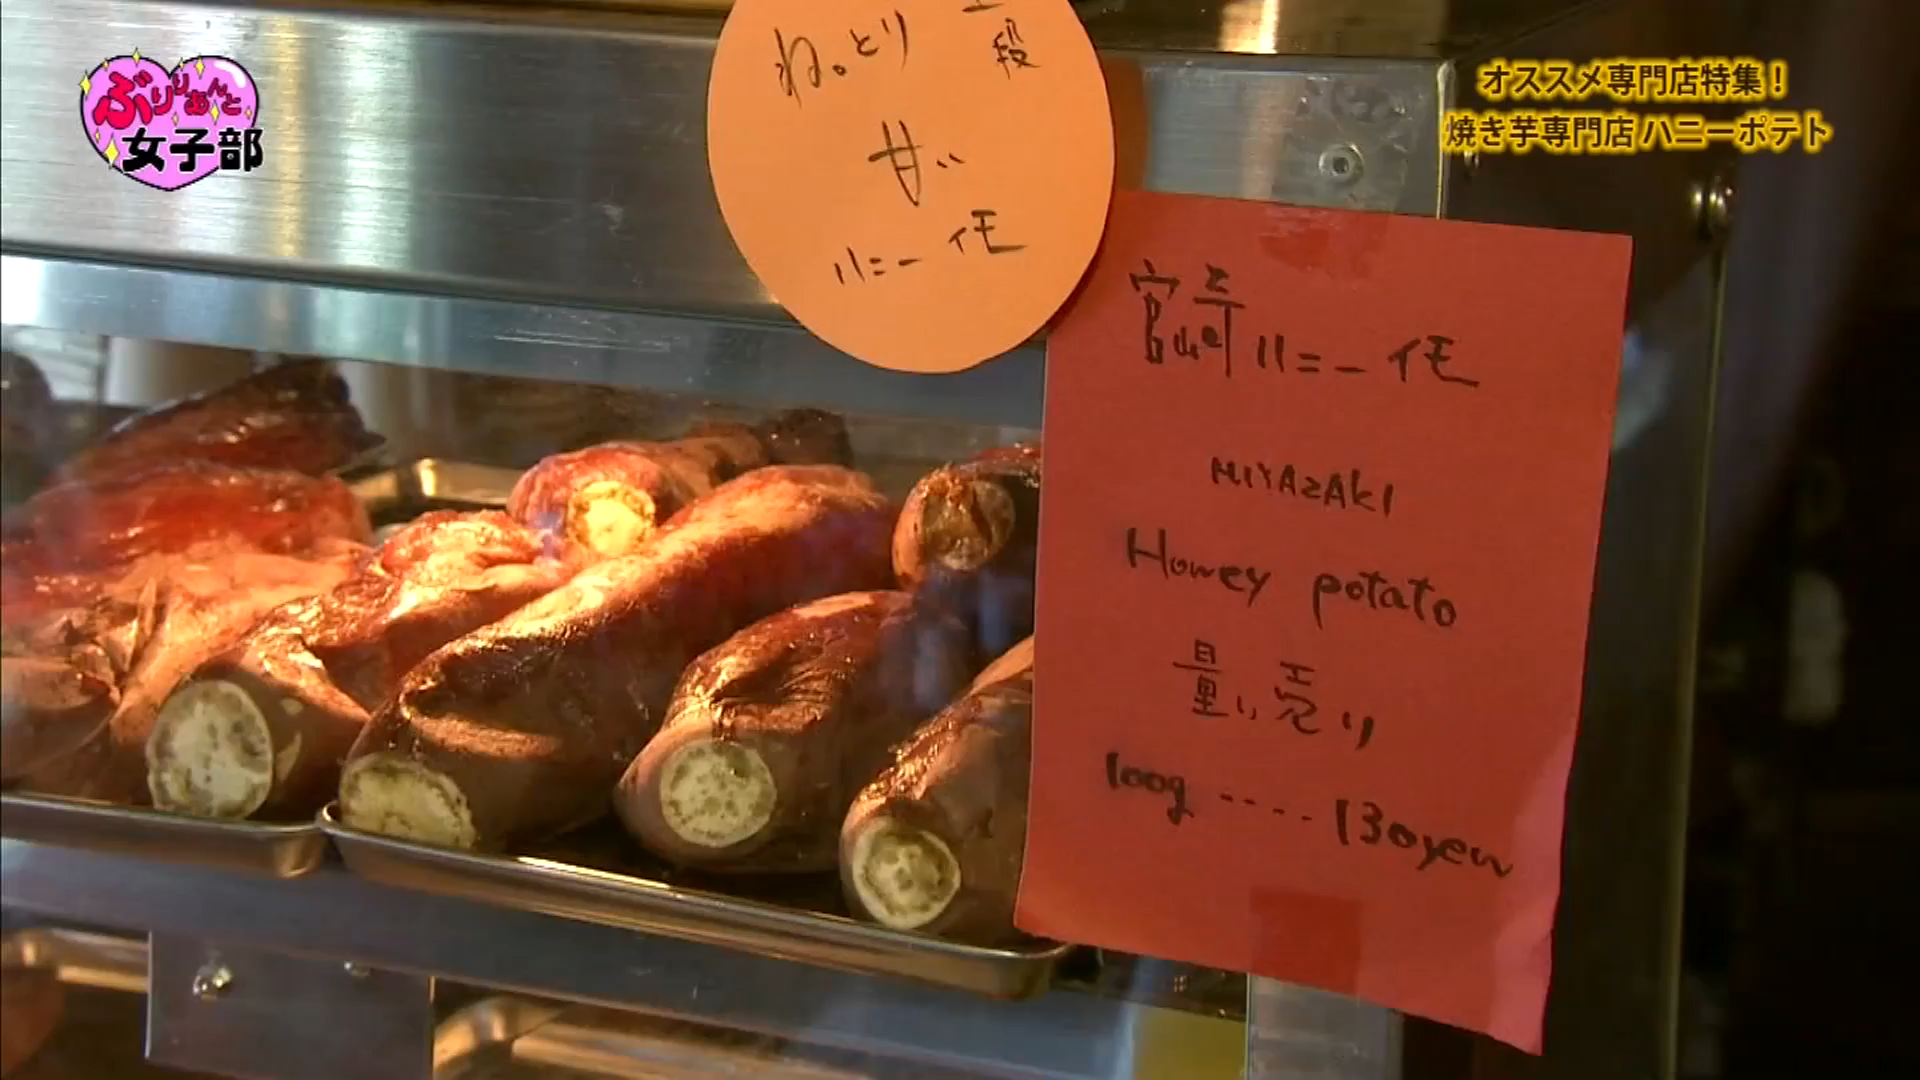 ぶりりあんと
女子部
オススメ専門店特集!
焼き芋専門店 ハニーポテト
上段
ねっとり
甘い
ハニーイモ
宮崎ハニーイモ
MIYAZAKI
Honey potato
量り売り
100g ---- 130yen